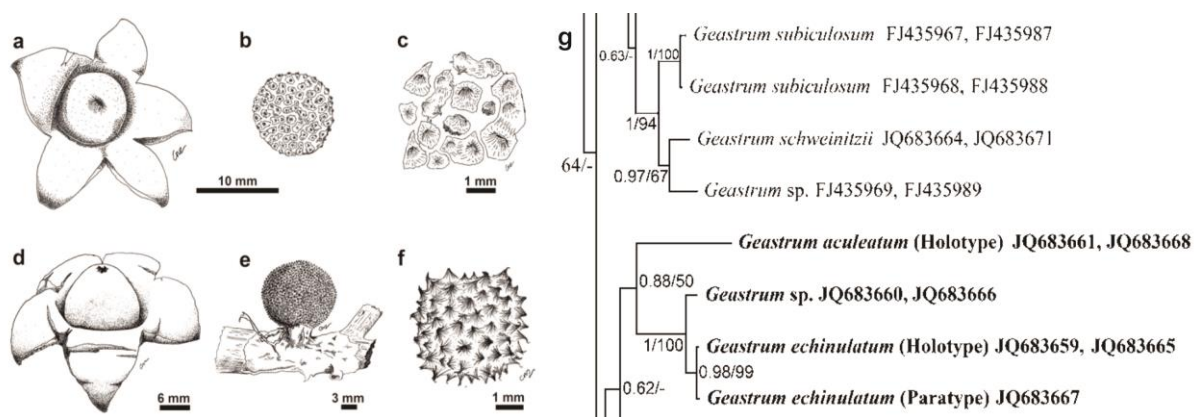 a
b
c
10 mm
1 mm
d
e
f
6 mm
3 mm
1 mm
g
0.63/-
1/100
Geastrum subiculosum FJ435967, FJ435987
Geastrum subiculosum FJ435968, FJ435988
1/94
Geastrum schweinitzii JQ683664, JQ683671
64/-
0.97/67
Geastrum sp. FJ435969, FJ435989
Geastrum aculeatum (Holotype) JQ683661, JQ683668
0.88/50
Geastrum sp. JQ683660, JQ683666
1/100
Geastrum echinulatum (Holotype) JQ683659, JQ683665
0.98/99
0.62/-
Geastrum echinulatum (Paratype) JQ683667